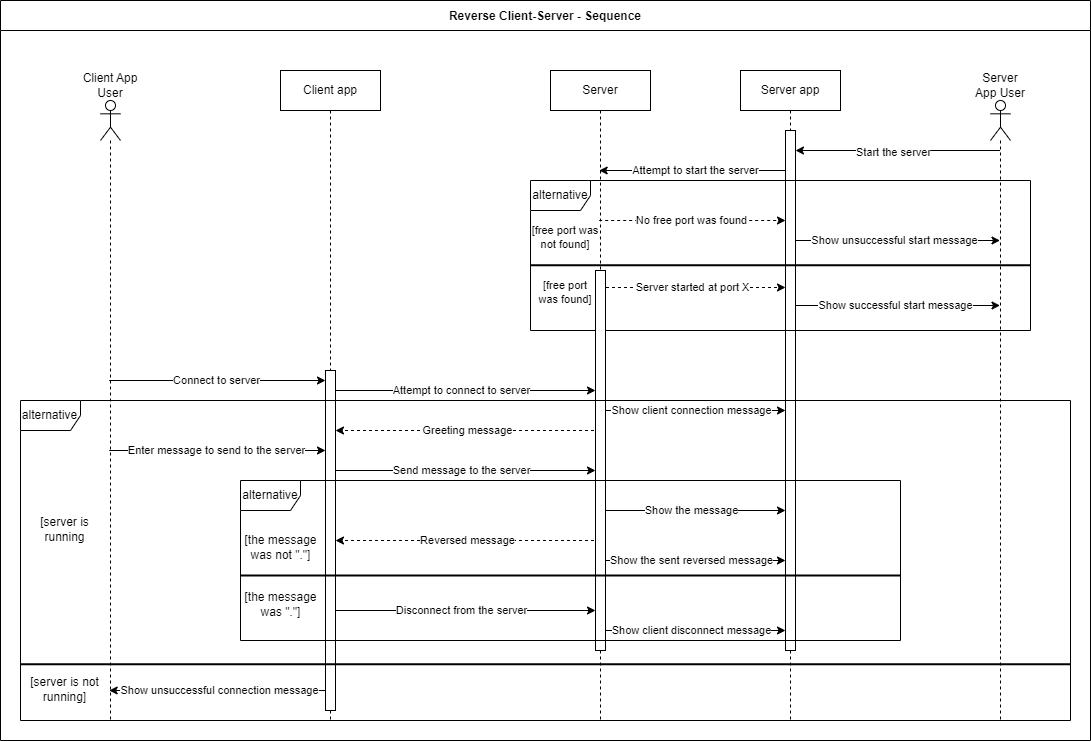 Reverse Client-Server - Sequence
Client App
User
Client app
Server
Server app
Server
App User
Start the server
Attempt to start the server
alternative
No free port was found
[free port was
not found]
Show unsuccessful start message
[free port
was found]
Server started at port X
Show successful start message
Connect to server
Attempt to connect to server
alternative
Show client connection message
Greeting message
Enter message to send to the server
Send message to the server
alternative
Show the message
[server is
running
[the message
was not "."]
Reversed message
Show the sent reversed message
[the message
was "."]
Disconnect from the server
Show client disconnect message
[server is not
running]
Show unsuccessful connection message